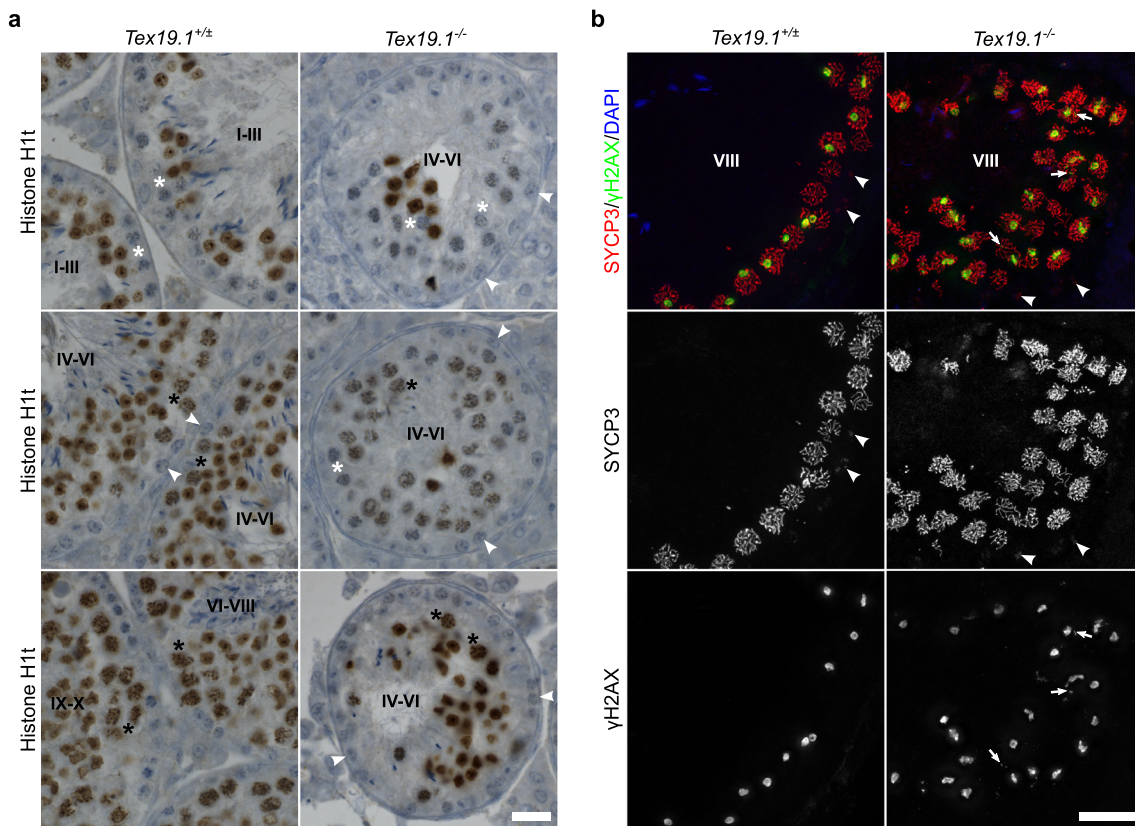 a
Tex19.1+/± Tex19.1-/-
Histone H1t
I-III
I-III
*
*
IV-VI
*
*
Histone H1t
IV-VI
*
*
IV-VI
*
IV-VI
*
Histone H1t
VI-VIII
*
IX-X
*
*
*
IV-VI
b
Tex19.1+/± Tex19.1-/-
SYCP3/γH2AX/DAPI
VIII
VIII
SYCP3
γH2AX